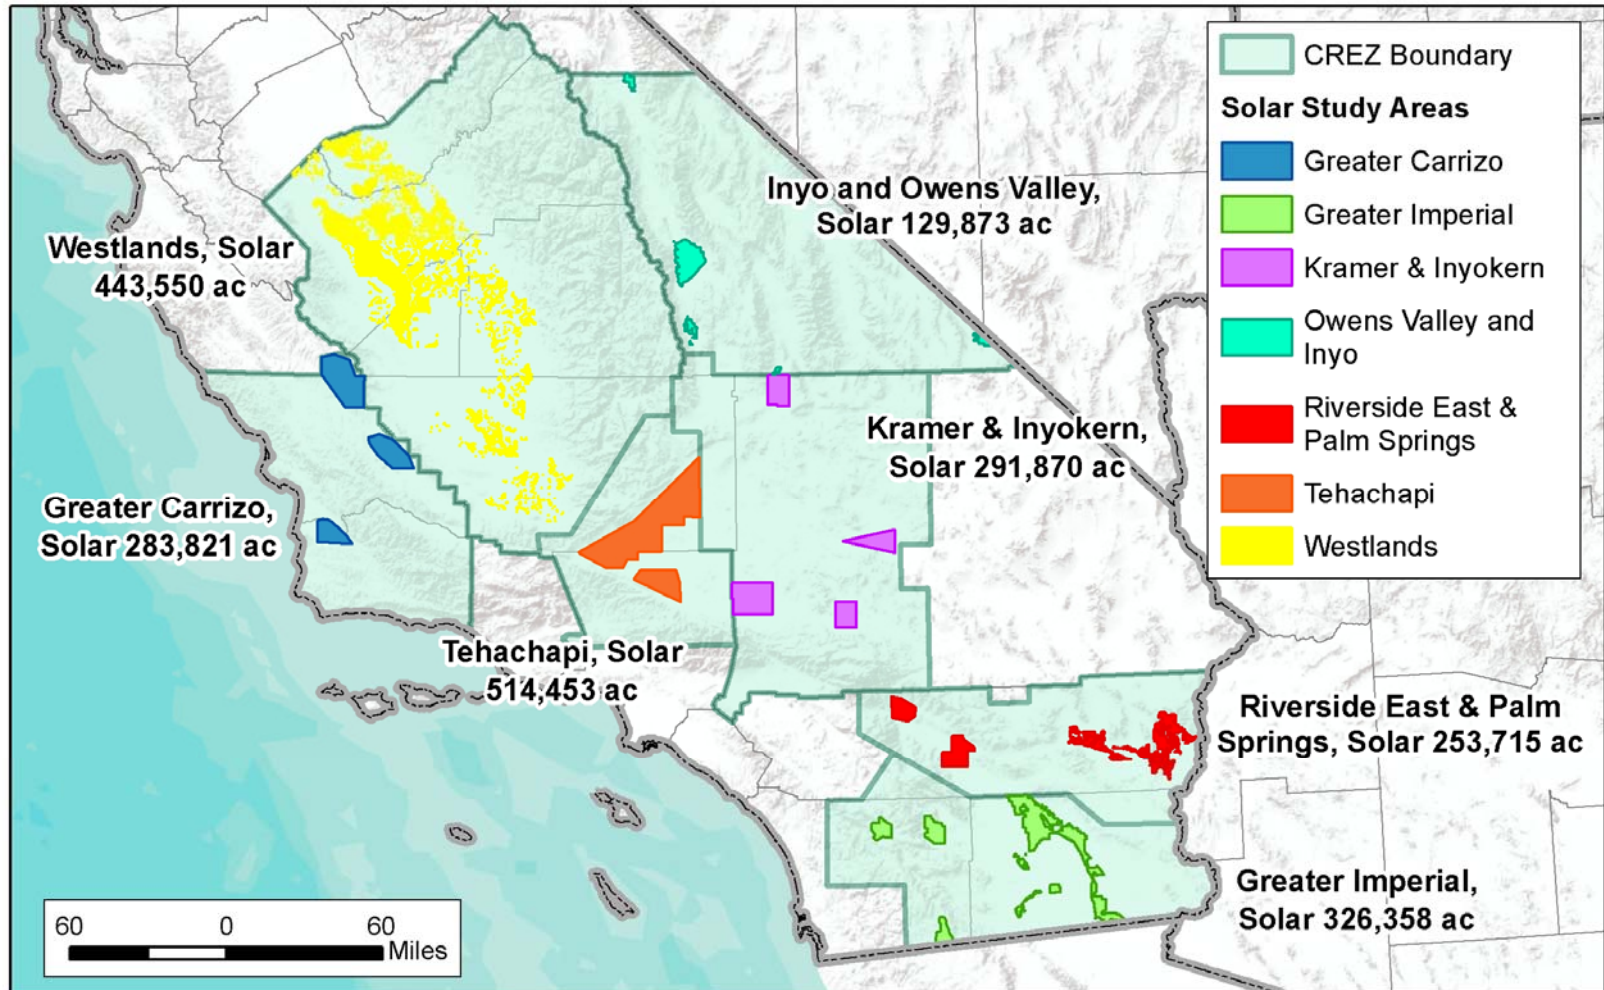 CREZ Boundary
Solar Study Areas
Greater Carrizo
Greater Imperial
Kramer & Inyokern
Owens Valley and
Inyo
Riverside East &
Palm Springs
Tehachapi
Westlands
Inyo and Owens Valley,
Solar 129,873 ac
Westlands, Solar
443,550 ac
Kramer & Inyokern,
Solar 291,870 ac
Greater Carrizo,
Solar 283,821 ac
Tehachapi, Solar
514,453 ac
Riverside East & Palm
Springs, Solar 253,715 ac
Greater Imperial,
Solar 326,358 ac
60 0 60
Miles